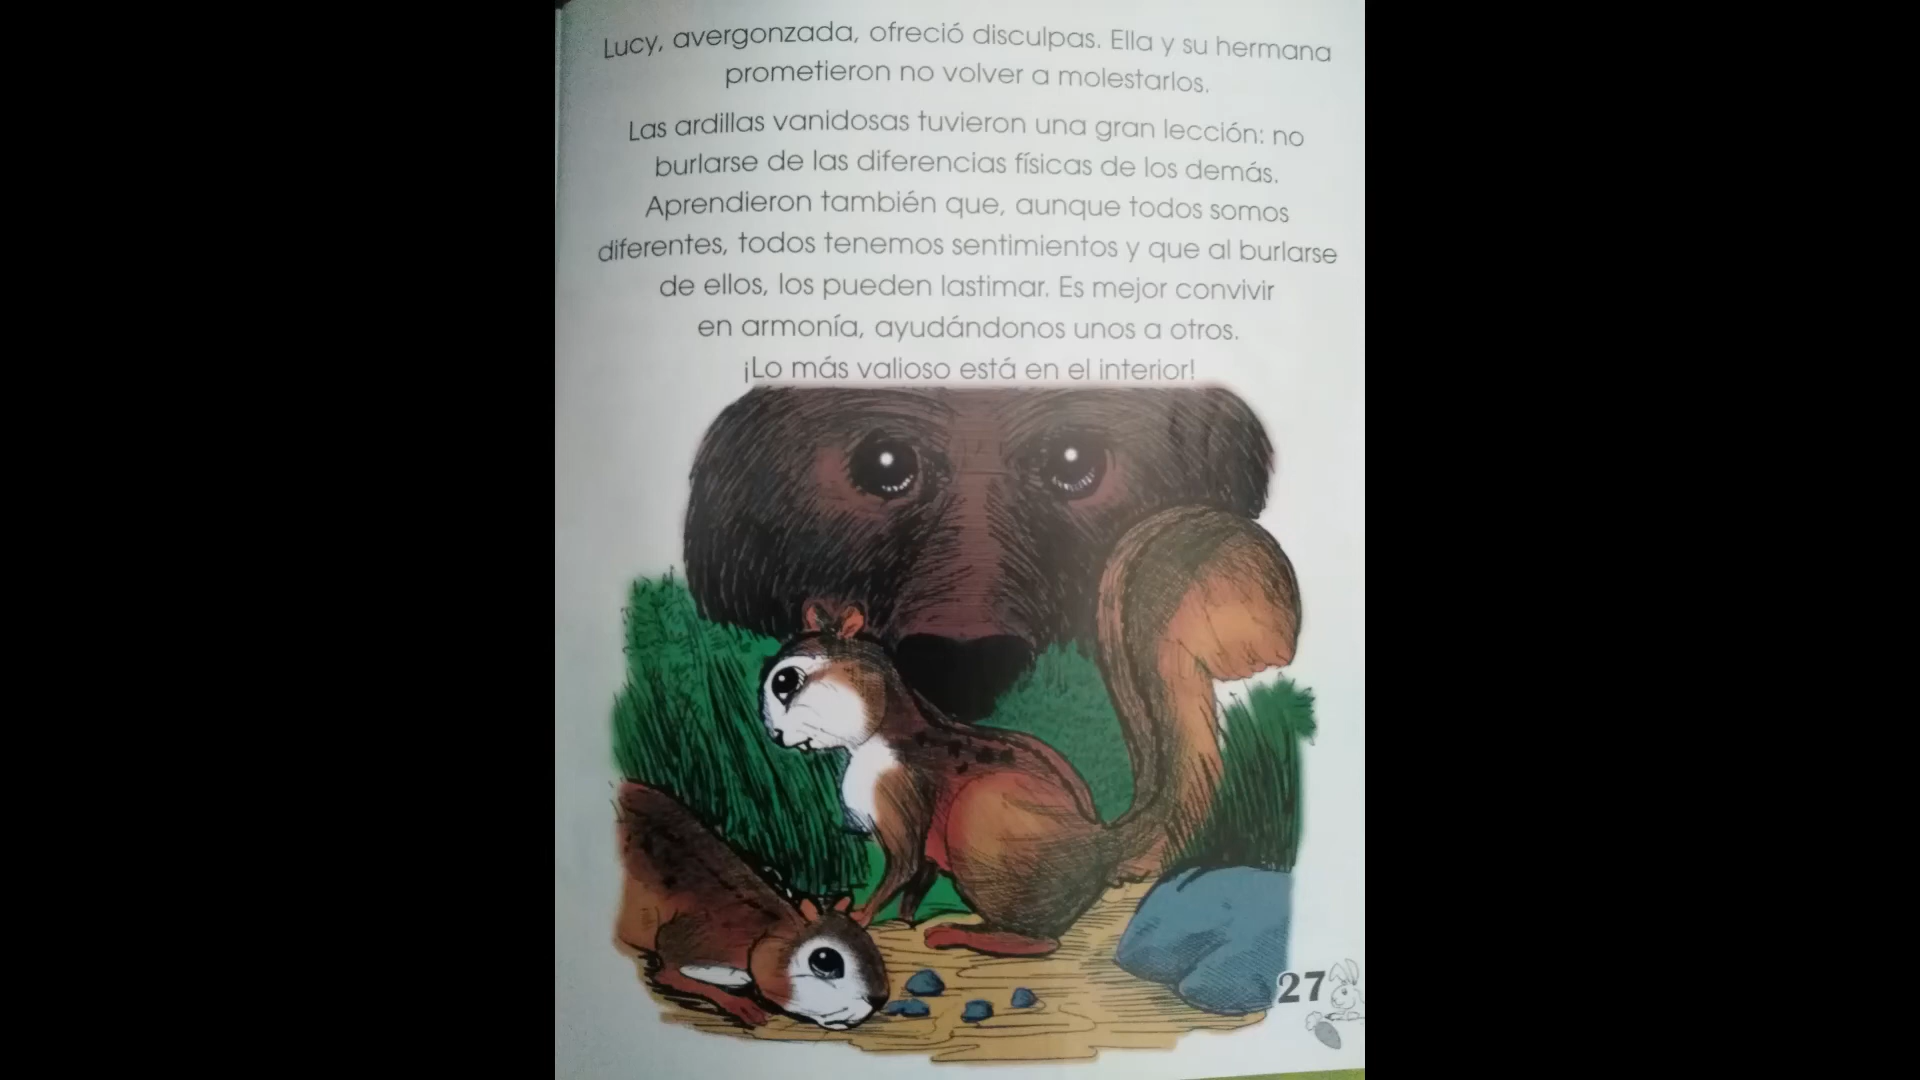 Lucy, avergonzada, ofreció disculpas. Ella y su hermana
prometieron no volver a molestarlos.
Las ardillas vanidosas tuvieron una gran lección: no
burlarse de las diferencias físicas de los demás.
Aprendieron también que, aunque todos somos
diferentes, todos tenemos sentimientos y que al burlarse
de ellos, los pueden lastimar. Es mejor convivir
en armonía, ayudándonos unos a otros.
¡Lo más valioso está en el interior!
27